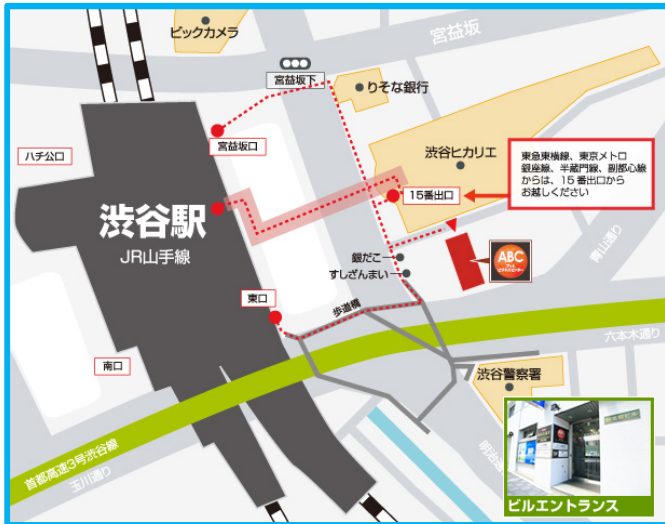 ビックカメラ
宮益坂
宮益坂下
りそな銀行
宮益坂口
ハチ公口
渋谷ヒカリエ
東急東横線、東京メトロ
銀座線、半蔵門線、副都心線
からは、15番出口から
お越しください
15番出口
渋谷駅
JR山手線
青山通り
銀だこ
すしざんまい
ABC
東口
歩道橋
六本木通り
南口
渋谷警察署
首都高速3号渋谷線
玉川通り
明治通り
ビルエントランス